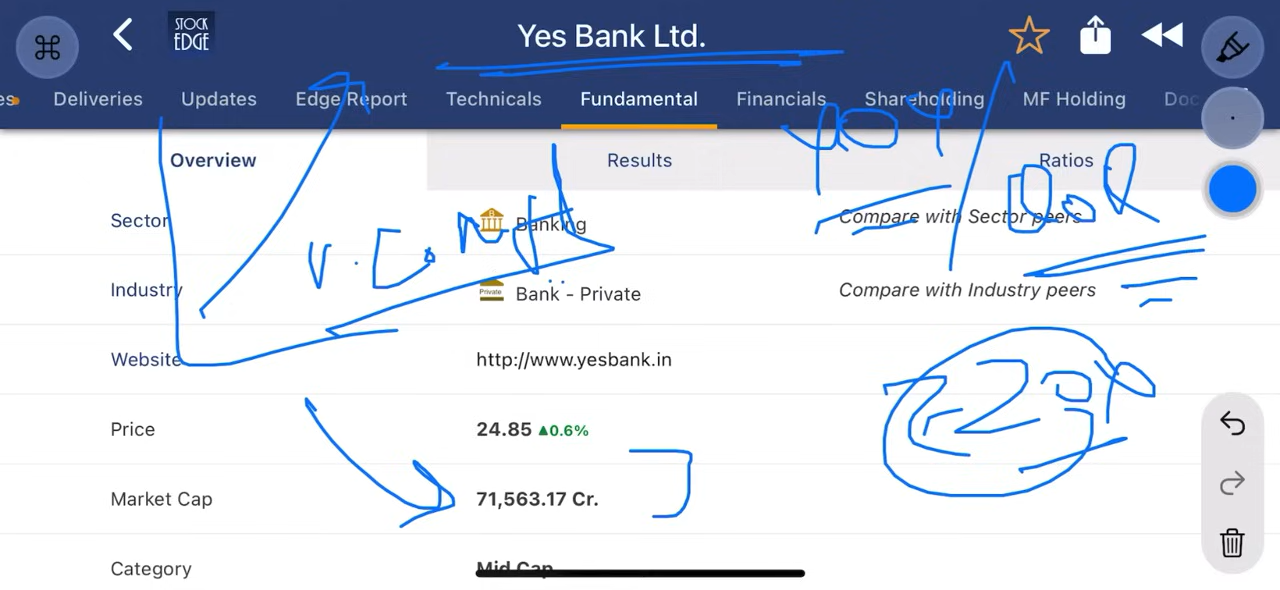 STOCK EDGE
Yes Bank Ltd.
Deliveries Updates Edge Report Technicals Fundamental Financials Shareholding MF Holding Doc
Overview Results Ratios
Sector Banking Compare with Sector peers
Industry Private Bank - Private Compare with Industry peers
Website http://www.yesbank.in
Price 24.85 ▲0.6%
Market Cap 71,563.17 Cr.
Category Mid Cap